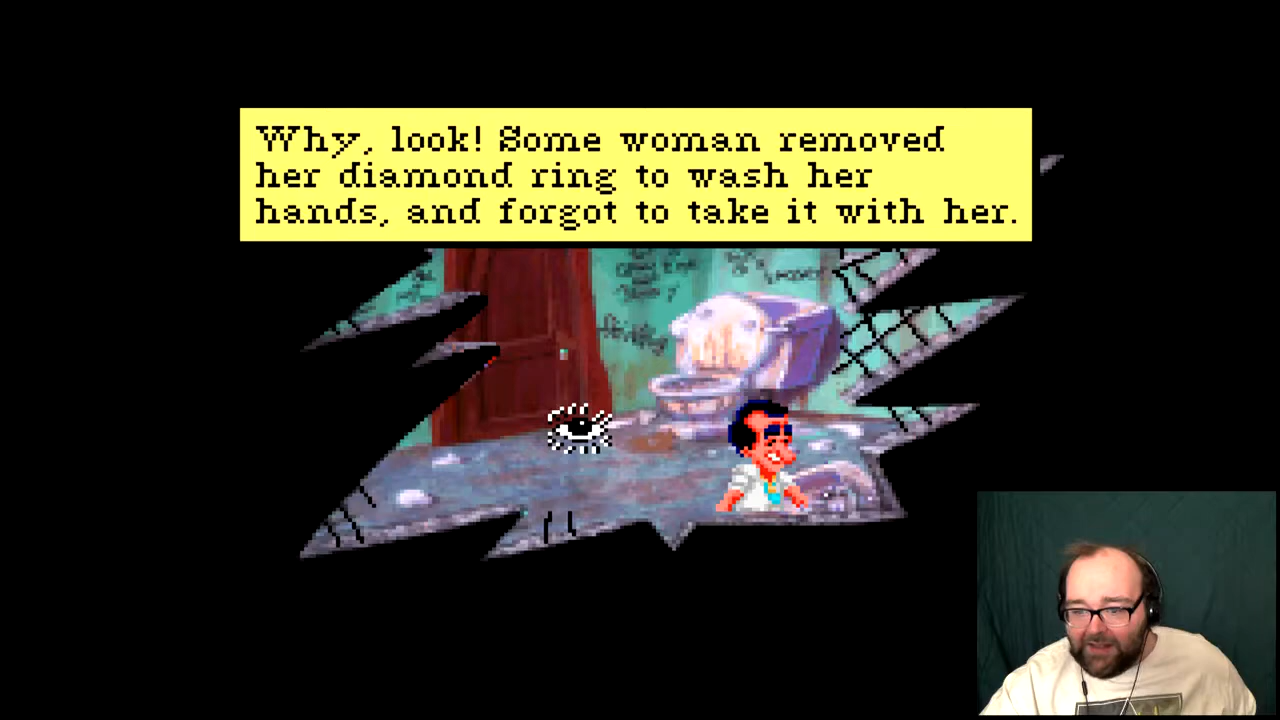 Why, look! Some woman removed
her diamond ring to wash her
hands, and forgot to take it with her.